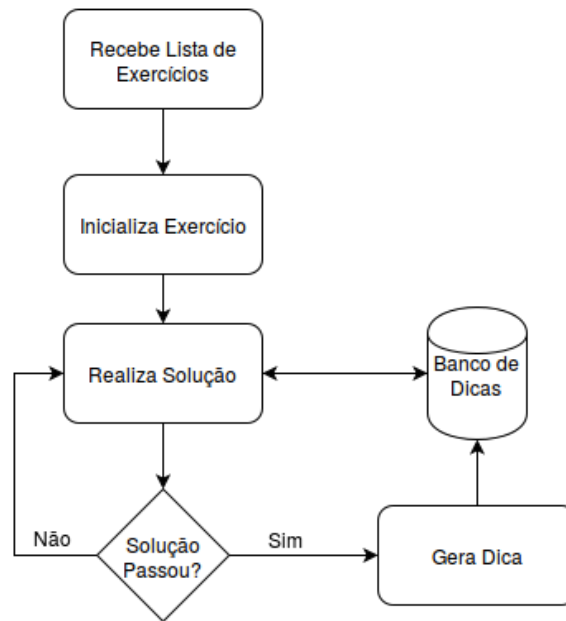 Recebe Lista de
Exercícios
Inicializa Exercício
Realiza Solução
Banco de
Dicas
Não
Solução
Passou?
Sim
Gera Dica